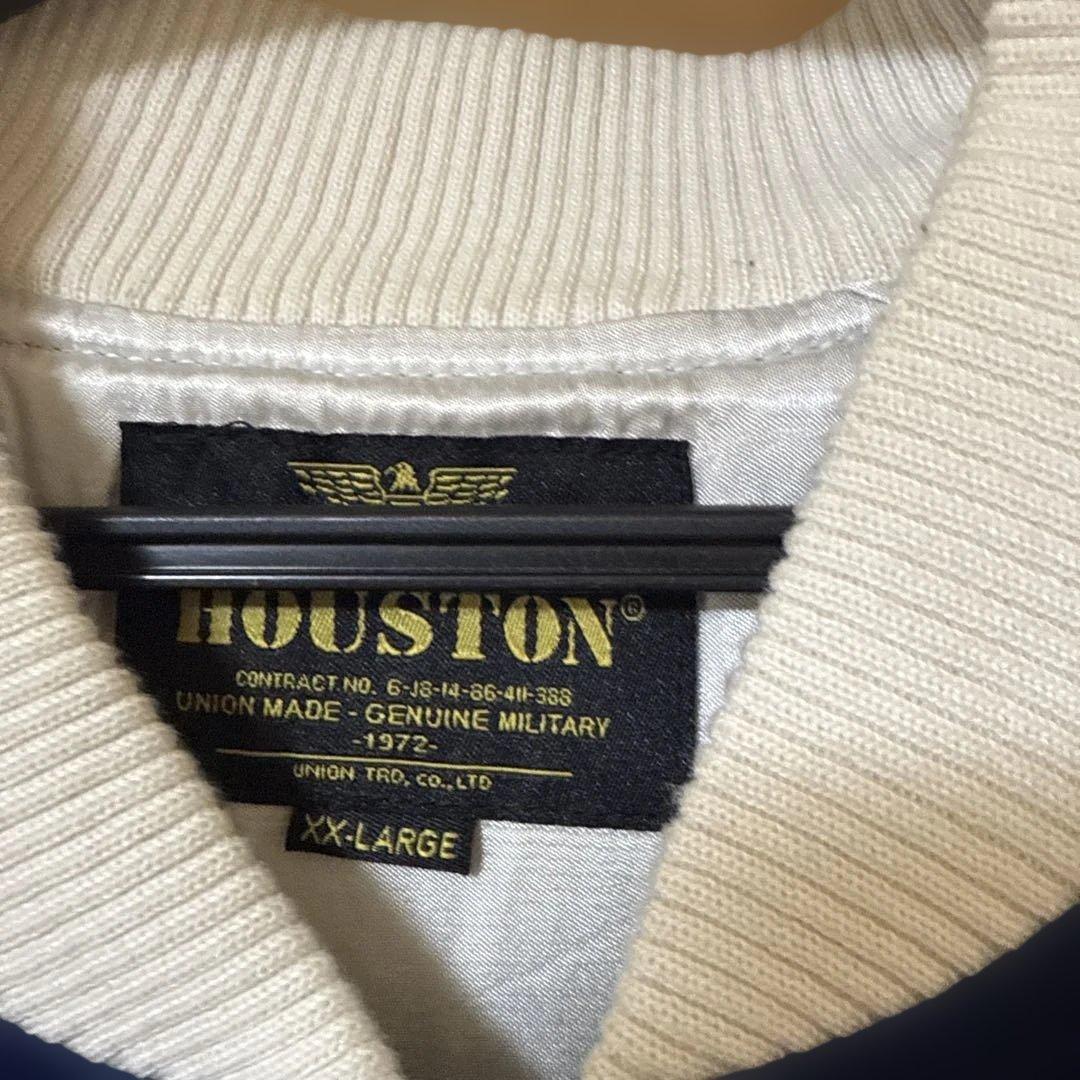 HOUSTON®
CONTRACT NO. 6-18-14-86-411-388
UNION MADE - GENUINE MILITARY
-1972-
UNION TRD, CO., LTD
XX-LARGE